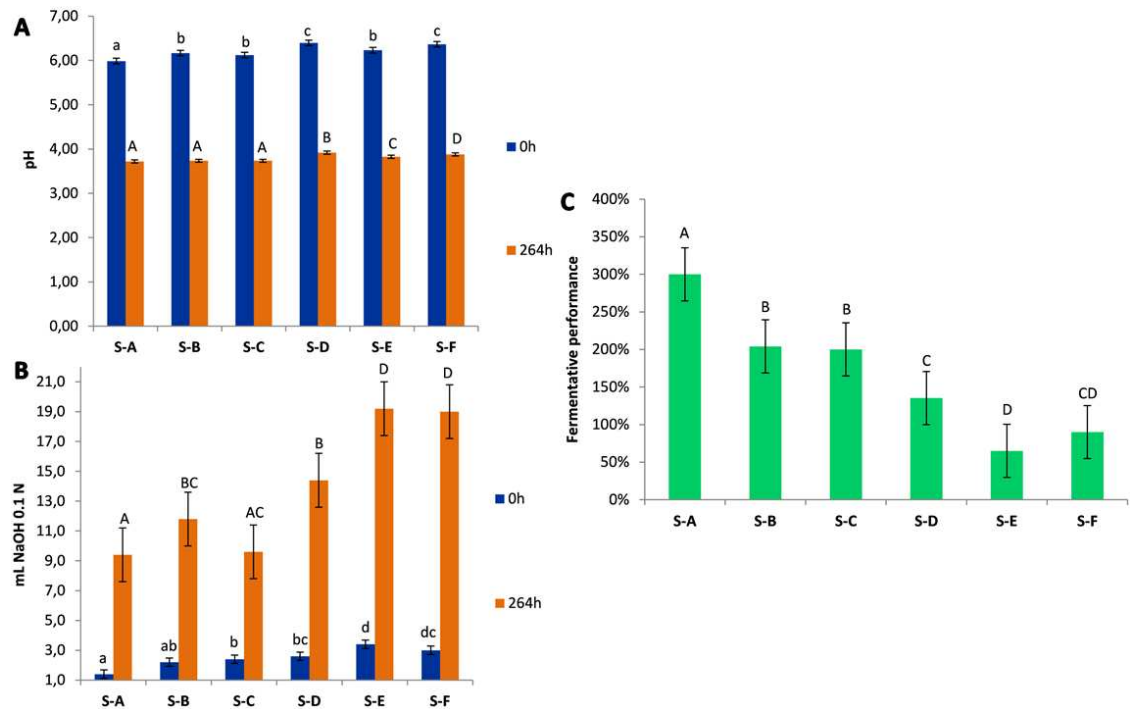 A
7,00
6,00
5,00
4,00
3,00
2,00
1,00
0,00
pH
a b b c b c
A A A B C D
S-A S-B S-C S-D S-E S-F
0h
264h
B
21,0
19,0
17,0
15,0
13,0
11,0
9,0
7,0
5,0
3,0
1,0
mL NaOH 0.1 N
A BC AC B D D
a ab b bc d dc
S-A S-B S-C S-D S-E S-F
0h
264h
C
400%
350%
300%
250%
200%
150%
100%
50%
0%
Fermentative performance
A B B C D CD
S-A S-B S-C S-D S-E S-F